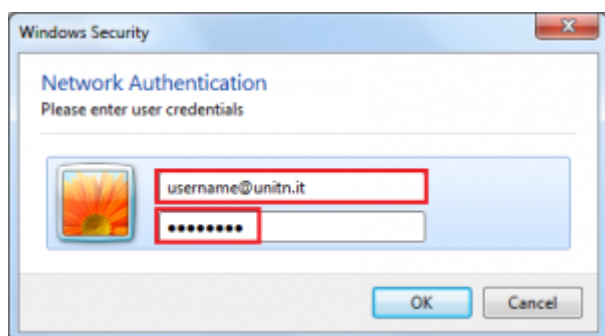 Windows Security
Network Authentication
Please enter user credentials
username@unitn.it
••••••••
OK
Cancel